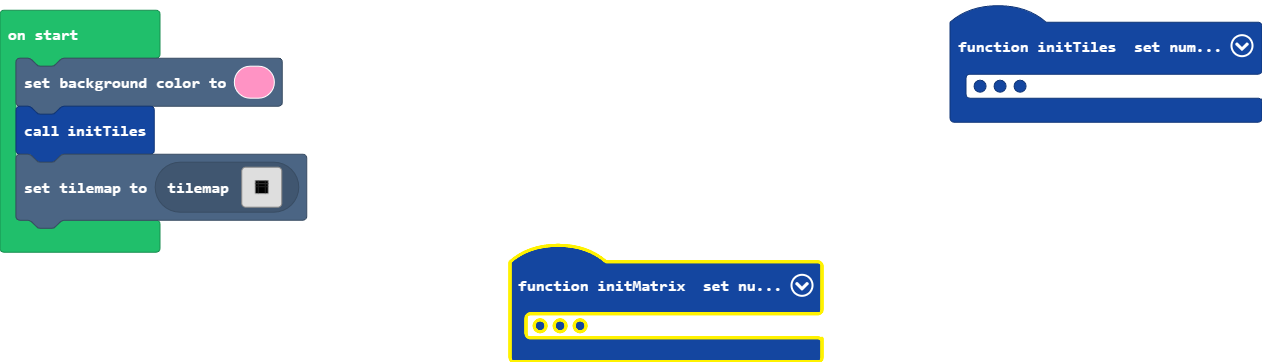 on start
set background color to
call initTiles
set tilemap to tilemap
function initTiles set num...
function initMatrix set nu...